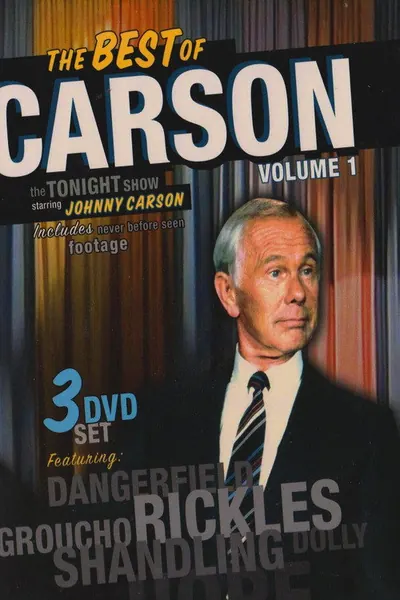 THE BEST OF
CARSON
VOLUME 1
the TONIGHT SHOW
starring JOHNNY CARSON
Includes never before seen
footage
3 DVD
SET
Featuring:
DANGERFIELD
GROUCHO RICKLES
SHANDLING DOLLY
HOPE